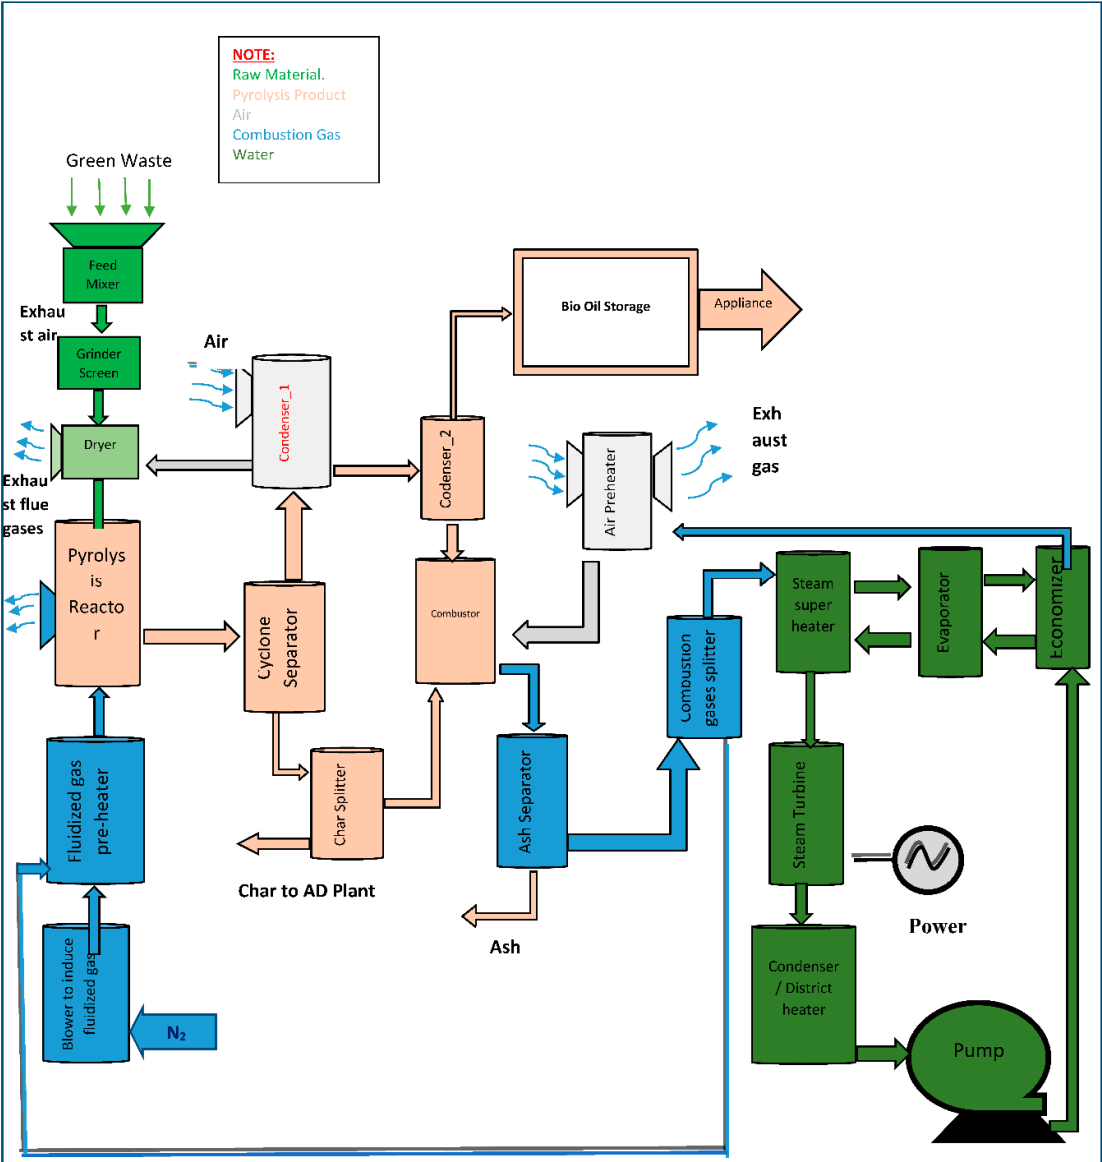 NOTE:
Raw Material.
Pyrolysis Product
Air
Combustion Gas
Water
Green Waste
Feed
Mixer
Exhau
st air
Grinder
Screen
Dryer
Exhau
st flue
gases
Pyrolys
is
Reacto
r
Fluidized gas
pre-heater
Blower to induce
fluidized gas
N₂
Air
Condenser_1
Cyclone
Separator
Char Splitter
Char to AD Plant
Codenser_2
Combustor
Bio Oil Storage
Appliance
Air Preheater
Exh
aust
gas
Ash Separator
Ash
Combustion
gases splitter
Steam
super
heater
Evaporator
Economizer
Steam Turbine
Power
Condenser
/ District
heater
Pump